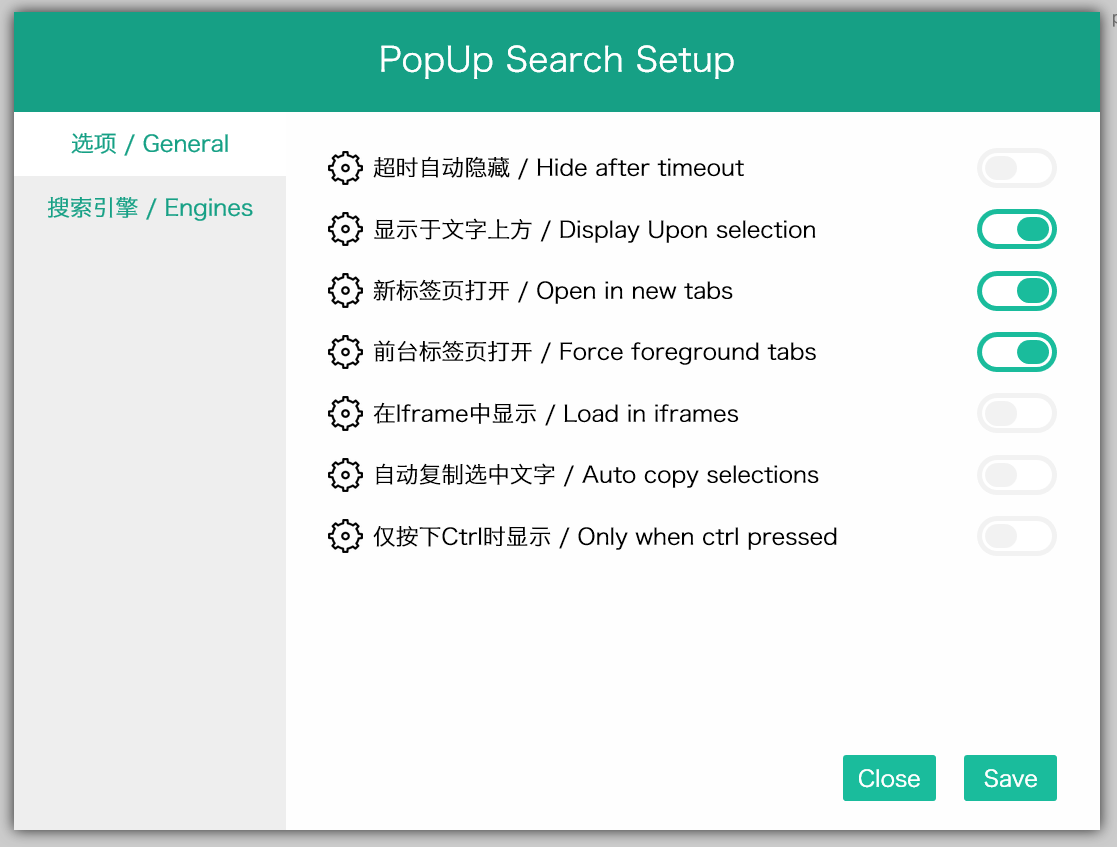 PopUp Search Setup
选项 / General
搜索引擎 / Engines
超时自动隐藏 / Hide after timeout
显示于文字上方 / Display Upon selection
新标签页打开 / Open in new tabs
前台标签页打开 / Force foreground tabs
在Iframe中显示 / Load in iframes
自动复制选中文字 / Auto copy selections
仅按下Ctrl时显示 / Only when ctrl pressed
Close
Save